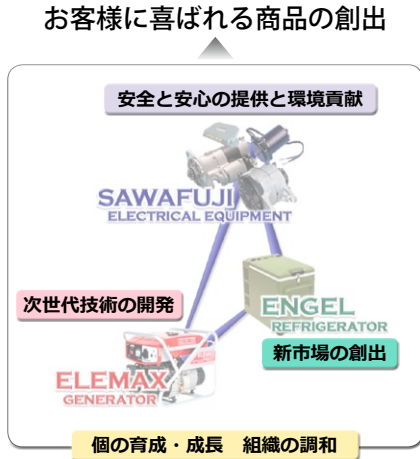 お客様に喜ばれる商品の創出
安全と安心の提供と環境貢献
SAWAFUJI
ELECTRICAL EQUIPMENT
次世代技術の開発
ENGEL
REFRIGERATOR
新市場の創出
ELEMAX
GENERATOR
個の育成・成長　組織の調和